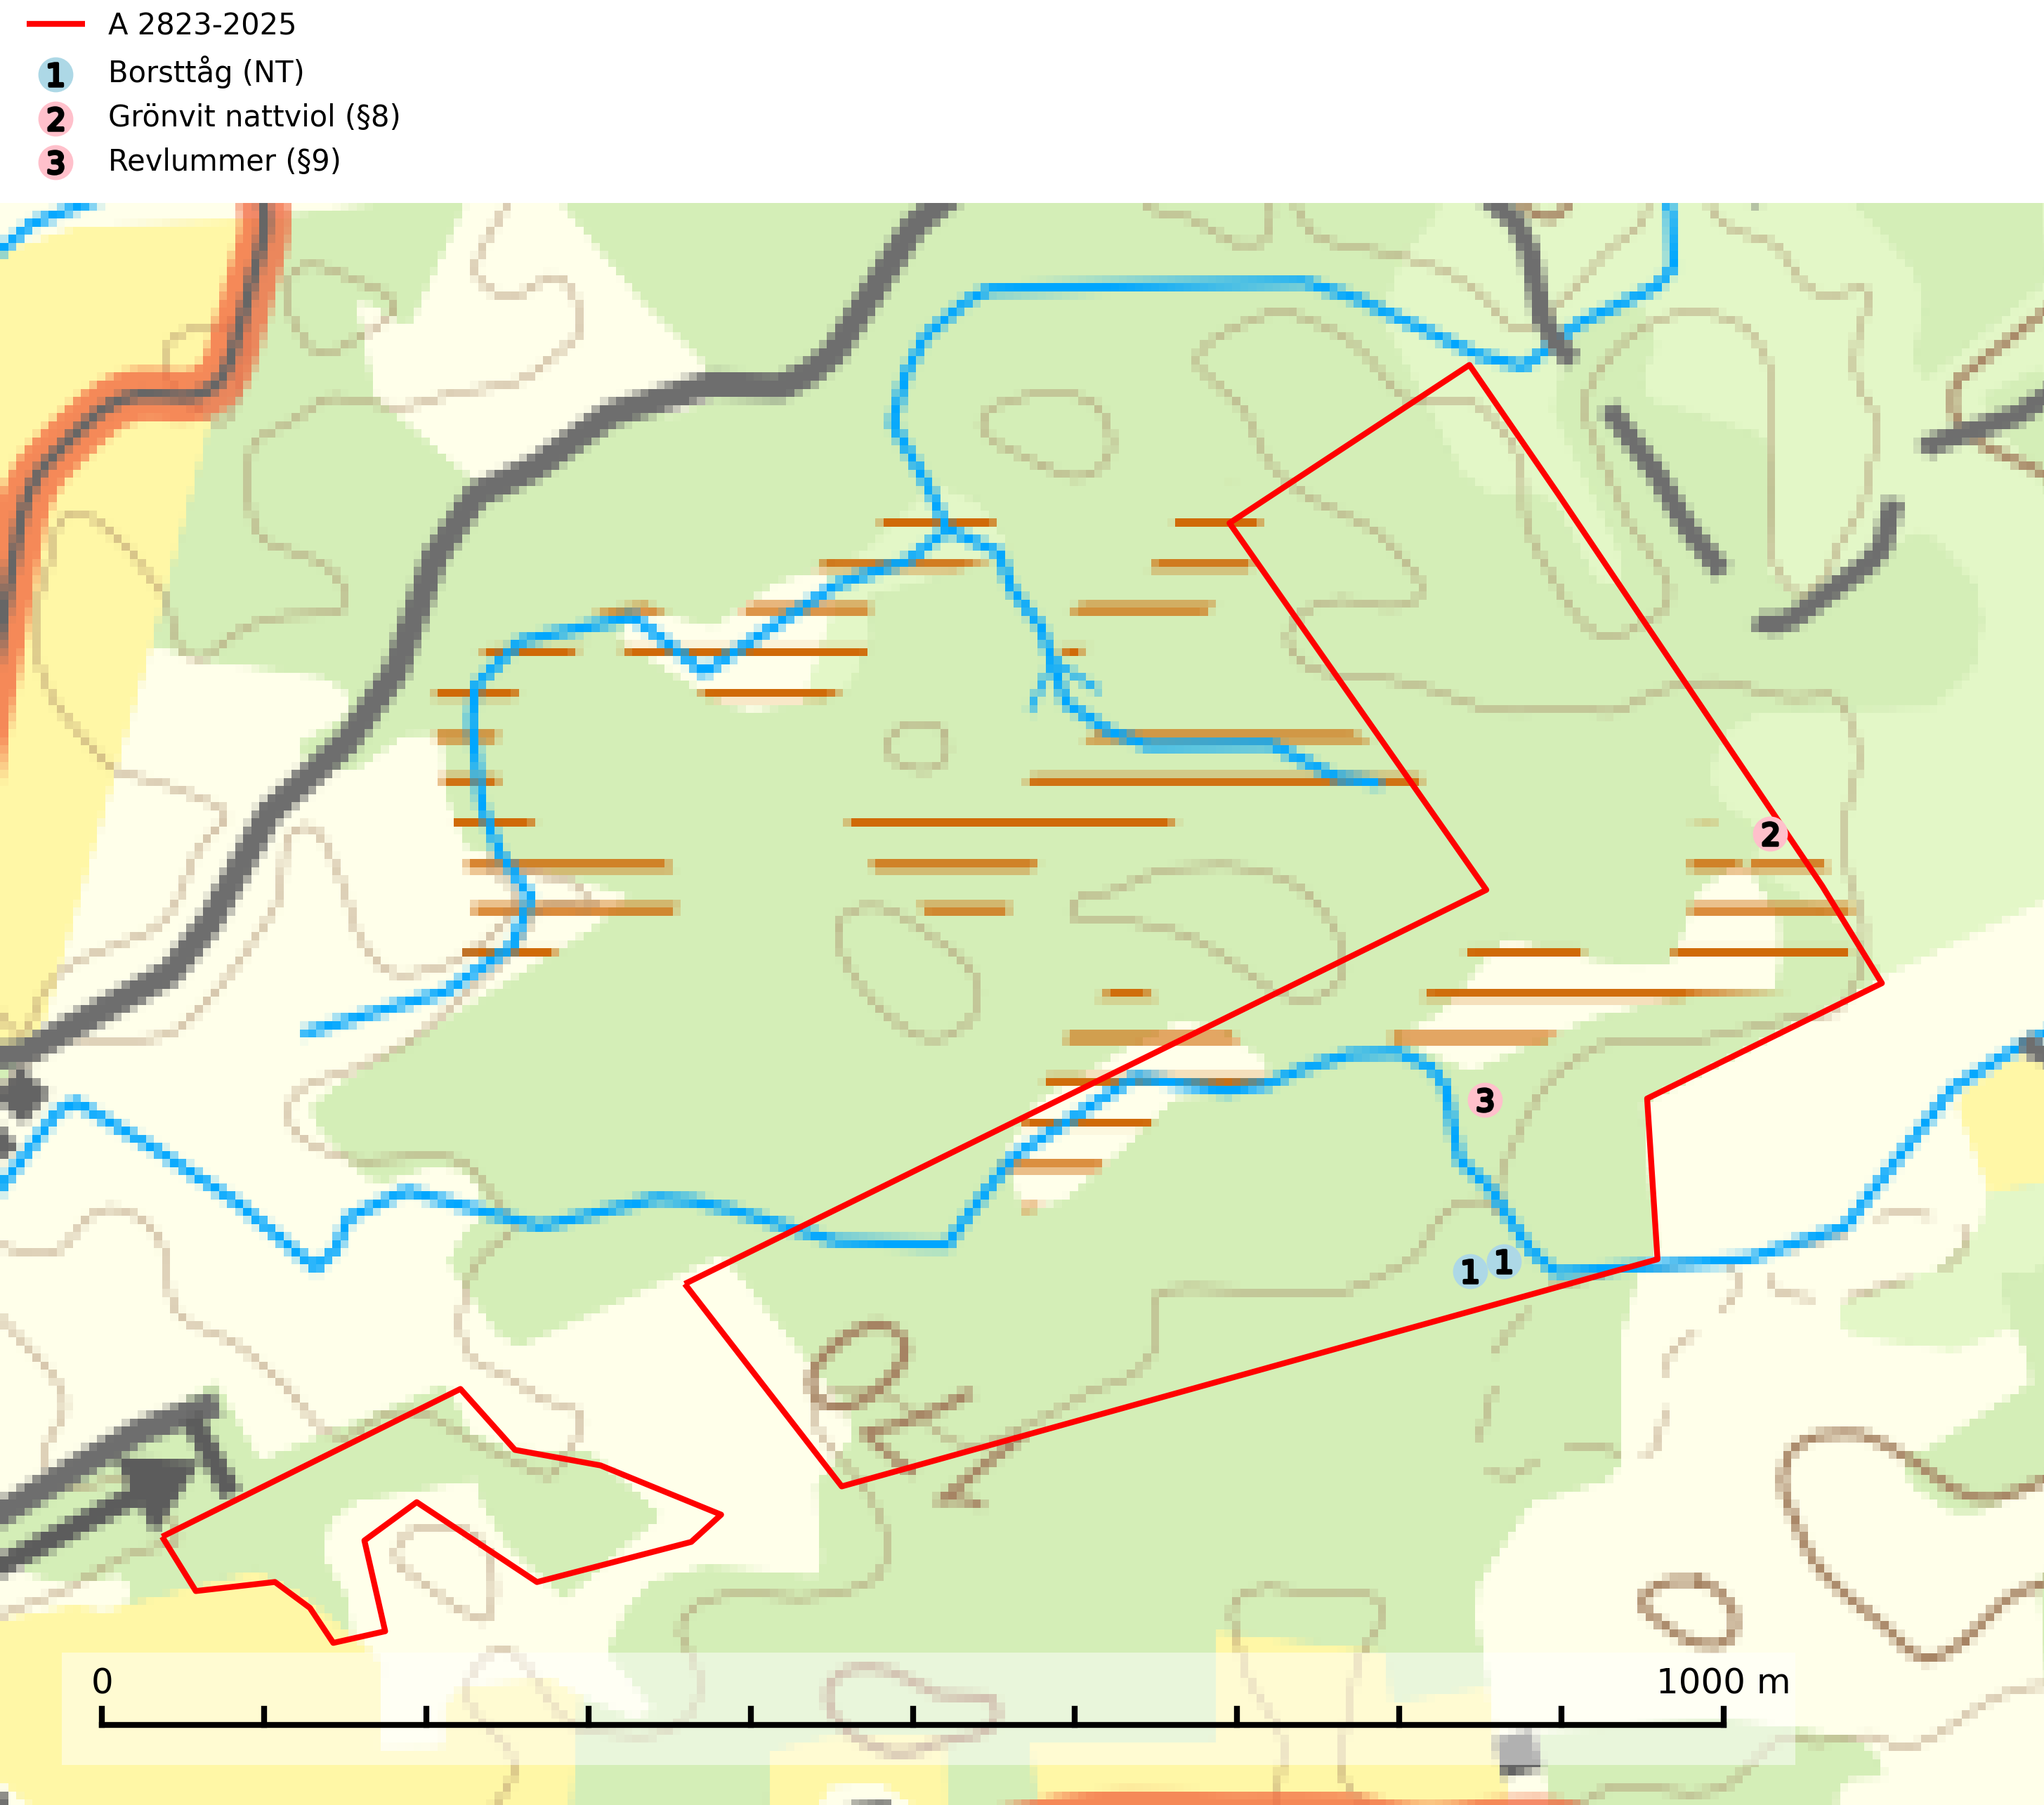 A 2823-2025
1 Borsttåg (NT)
2 Grönvit nattviol (§8)
3 Revlummer (§9)
2
3
1 1
0 1000 m